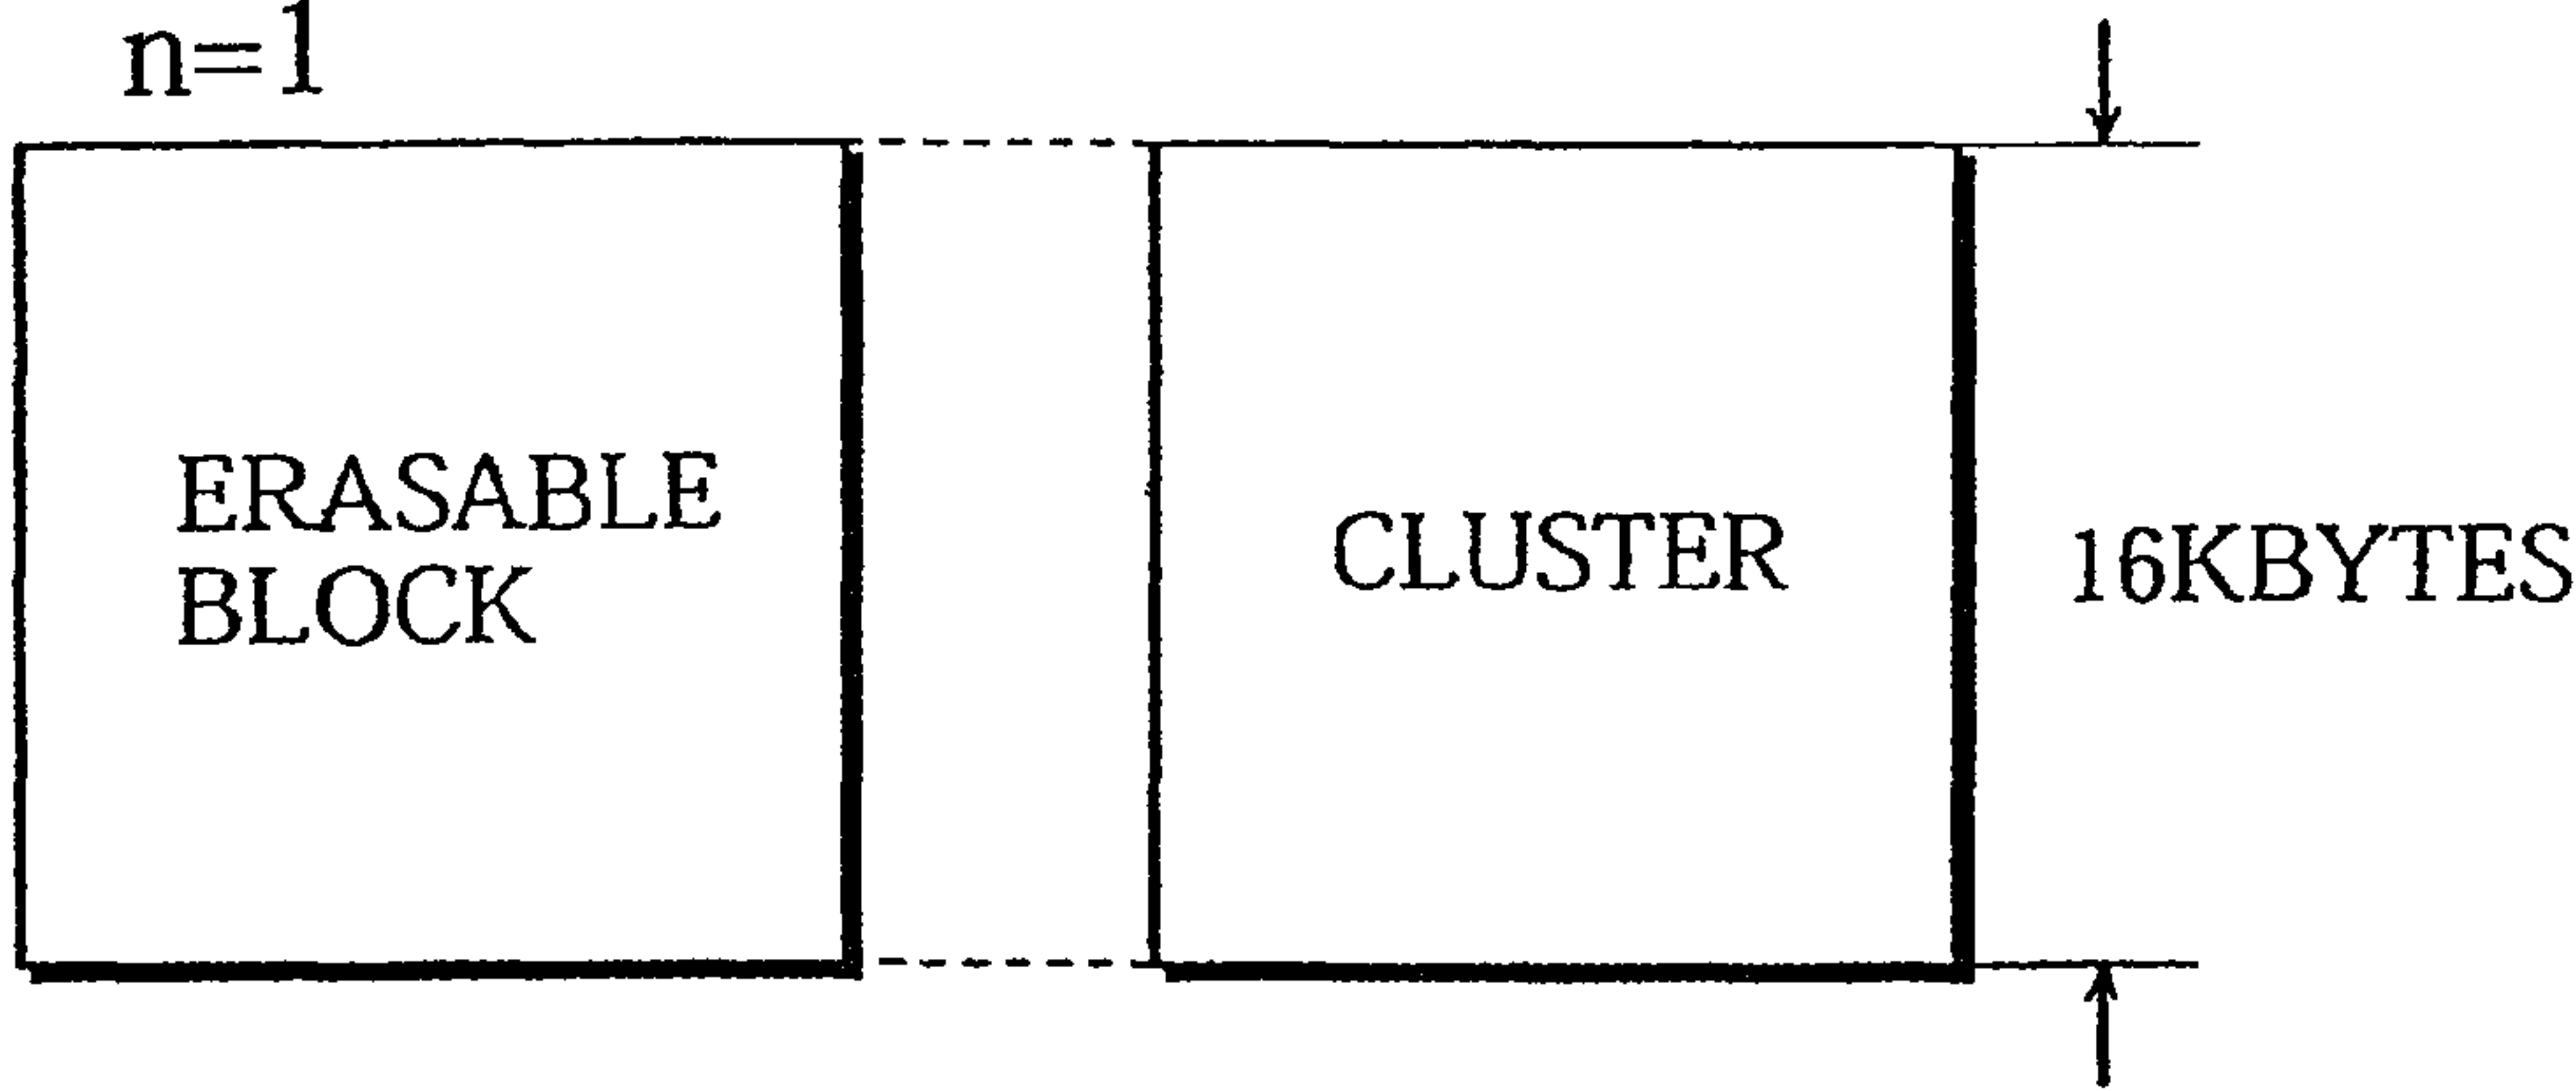 n=1
ERASABLE
BLOCK
CLUSTER
16KBYTES